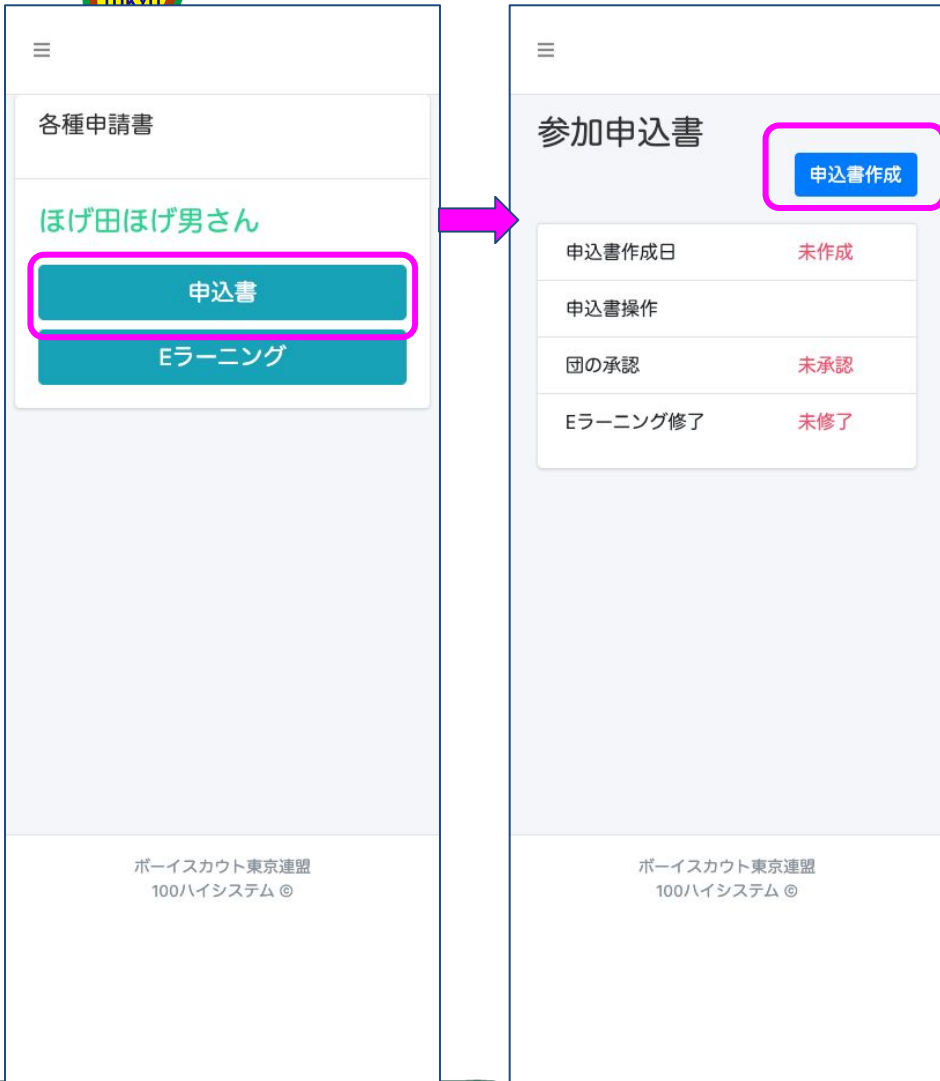 各種申請書
ほげ田ほげ男さん
申込書
Eラーニング
ボーイスカウト東京連盟
100ハイシステム ©
参加申込書
申込書作成
申込書作成日 未作成
申込書操作
団の承認 未承認
Eラーニング修了 未修了
ボーイスカウト東京連盟
100ハイシステム ©